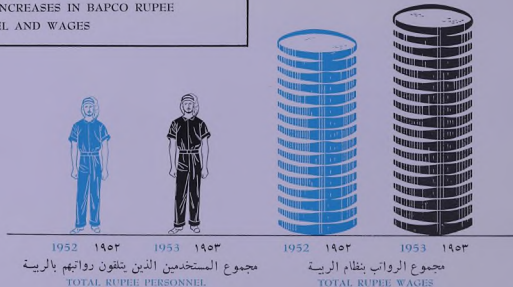 INCREASES IN BAPCO RUPEE
AND WAGES
1952 ١٩٥٢ 1953 ١٩٥٣ 1952 ١٩٥٢ 1953 ١٩٥٣
مجموع المستخدمين الذين يتلقون رواتبهم بالربية مجموع الرواتب بنظام الربية
TOTAL RUPEE PERSONNEL TOTAL RUPEE WAGES